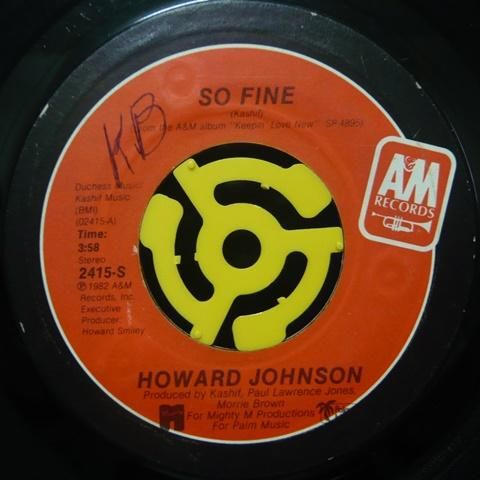 SO FINE
(Kashif)
from the A&M album "Keepin' Love New" SP-4895)
KB
A&M
RECORDS
Duchess Music/
Kashif Music
(BMI)
(02415-A)
Time:
3:58
Stereo
2415-S
℗ 1982 A&M
Records, Inc.
Executive
Producer:
Howard Smiley
HOWARD JOHNSON
Produced by Kashif, Paul Lawrence Jones,
Morrie Brown
For Mighty M Productions
For Palm Music